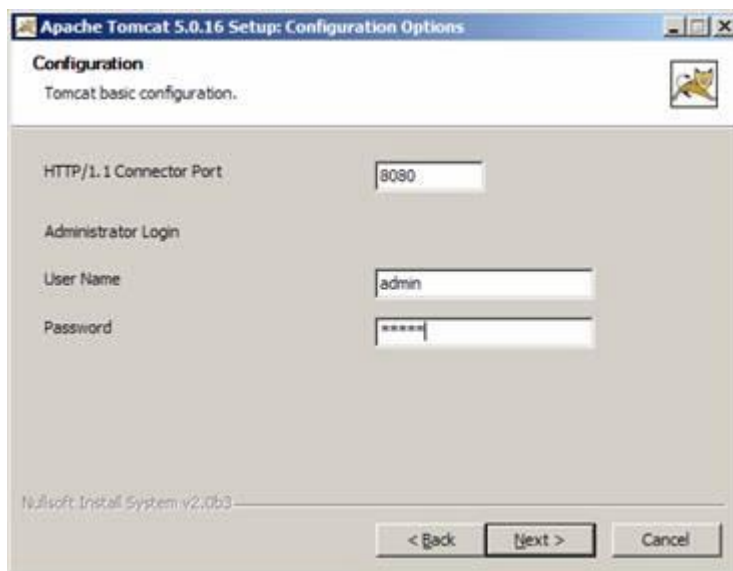 Apache Tomcat 5.0.16 Setup: Configuration Options
Configuration
Tomcat basic configuration.
HTTP/1.1 Connector Port
8080
Administrator Login
User Name
admin
Password
*****
Nullsoft Install System v2.0b3
< Back
Next >
Cancel